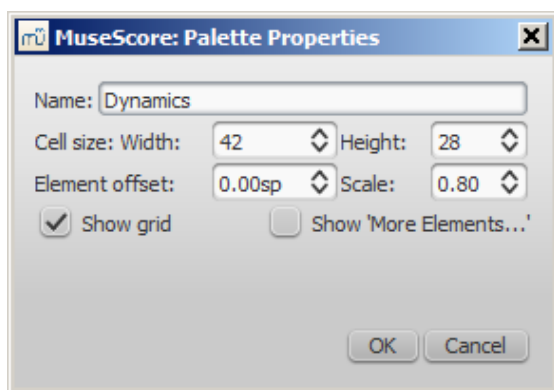 mü MuseScore: Palette Properties
Name: Dynamics
Cell size: Width: 42 Height: 28
Element offset: 0.00sp Scale: 0.80
Show grid Show 'More Elements...'
OK Cancel